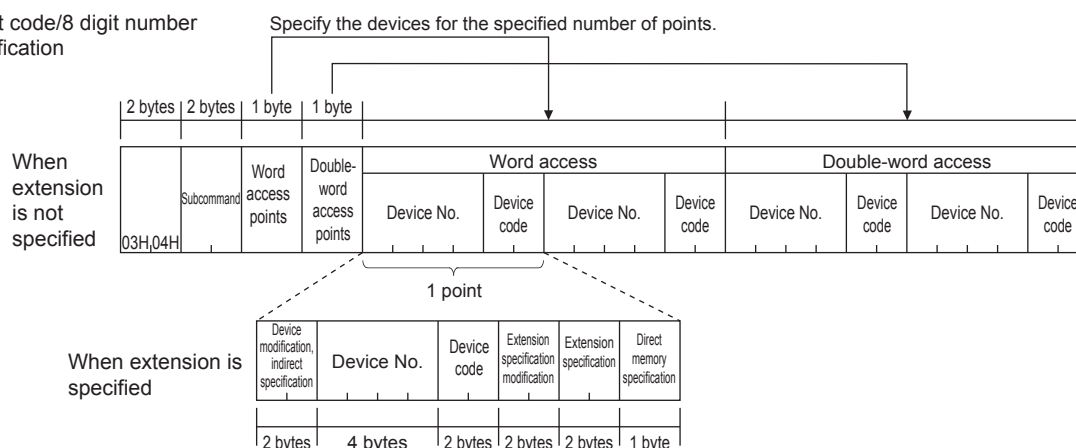 t code/8 digit number
fication
Specify the devices for the specified number of points.
2 bytes 2 bytes 1 byte 1 byte
When
extension
is not
specified
03H 04H
Subcommand
Word
access
points
Double-
word
access
points
Word access
Device No.
Device
code
Device No.
Device
code
Double-word access
Device No.
Device
code
Device No.
Device
code
1 point
When extension is
specified
Device
modification,
indirect
specification
Device No.
Device
code
Extension
specification
modification
Extension
specification
Direct
memory
specification
2 bytes 4 bytes 2 bytes 2 bytes 2 bytes 1 byte